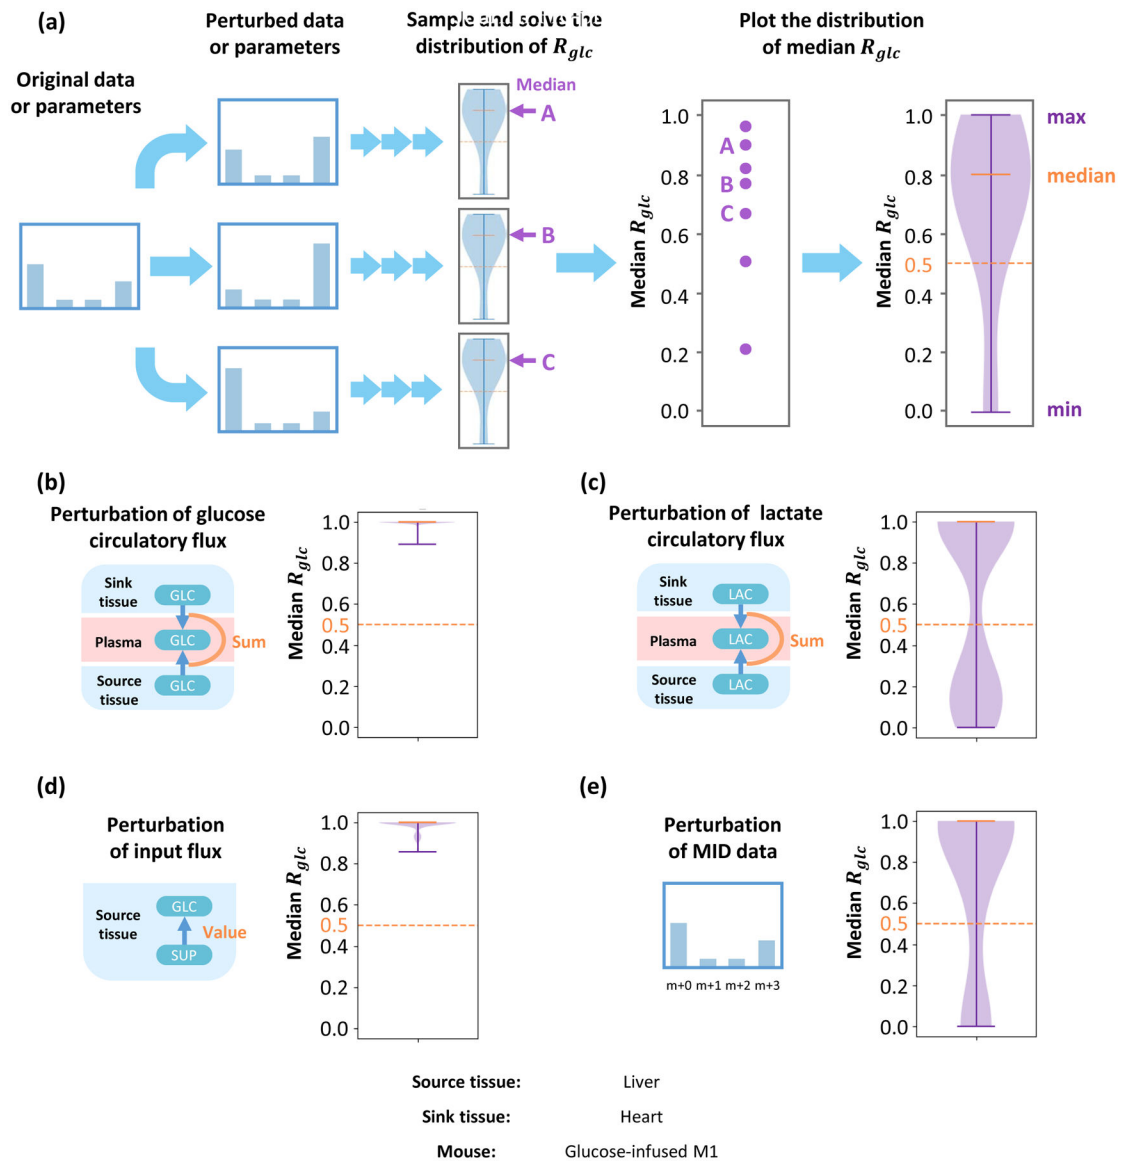 (a)
Original data
or parameters
Perturbed data
or parameters
Sample and solve the
distribution of R_glc
Median
A
B
C
Plot the distribution
of median R_glc
Median R_glc
1.0
0.8
0.6
0.4
0.2
0.0
A
B
C
Median R_glc
1.0
0.8
0.6
0.5
0.4
0.2
0.0
max
median
min
(b)
Perturbation of glucose
circulatory flux
Sink
tissue
GLC
Plasma
GLC
Sum
Source
tissue
GLC
Median R_glc
1.0
0.8
0.6
0.5
0.4
0.2
0.0
(c)
Perturbation of lactate
circulatory flux
Sink
tissue
LAC
Plasma
LAC
Sum
Source
tissue
LAC
Median R_glc
1.0
0.8
0.6
0.5
0.4
0.2
0.0
(d)
Perturbation
of input flux
Source
tissue
GLC
Value
SUP
Median R_glc
1.0
0.8
0.6
0.5
0.4
0.2
0.0
(e)
Perturbation
of MID data
m+0 m+1 m+2 m+3
Median R_glc
1.0
0.8
0.6
0.5
0.4
0.2
0.0
Source tissue: Liver
Sink tissue: Heart
Mouse: Glucose-infused M1